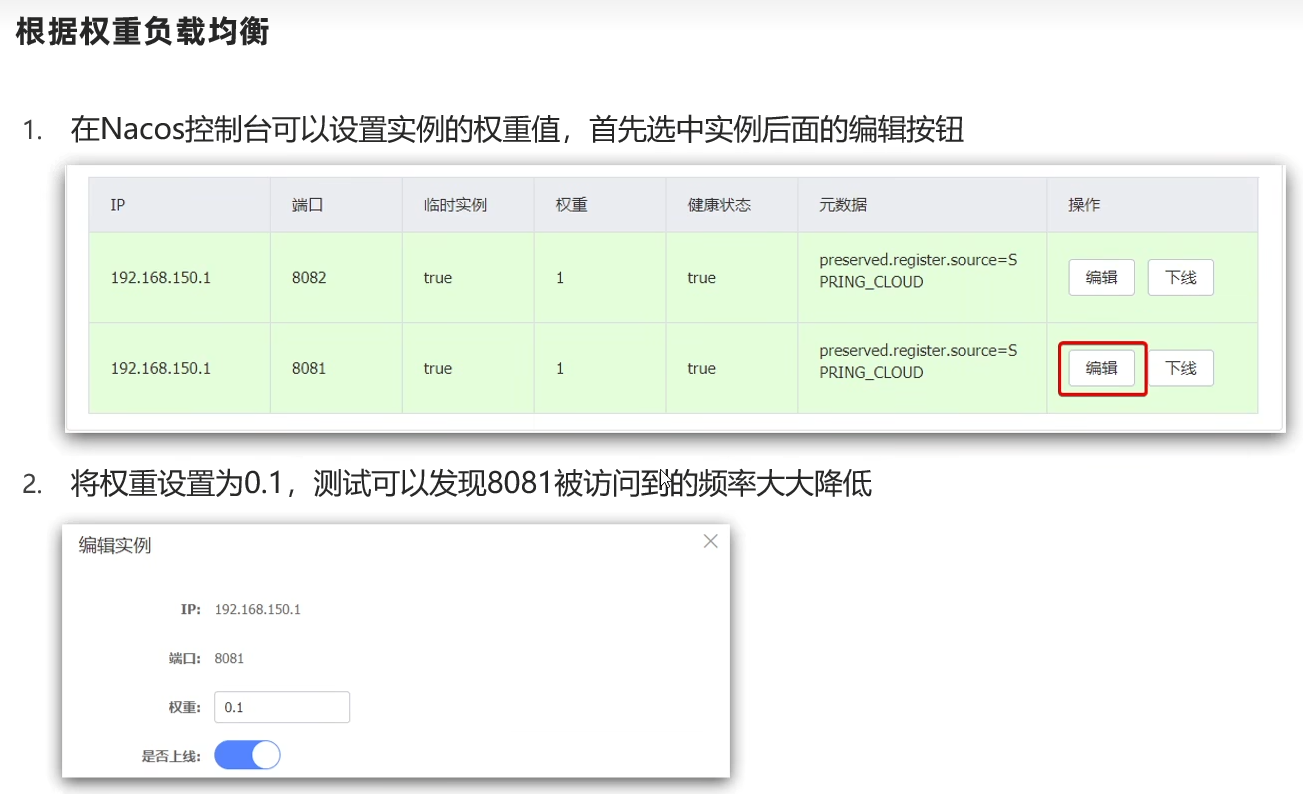 根据权重负载均衡
1. 在Nacos控制台可以设置实例的权重值，首先选中实例后面的编辑按钮
IP 端口 临时实例 权重 健康状态 元数据 操作
192.168.150.1 8082 true 1 true preserved.register.source=S
PRING_CLOUD 编辑 下线
192.168.150.1 8081 true 1 true preserved.register.source=S
PRING_CLOUD 编辑 下线
2. 将权重设置为0.1，测试可以发现8081被访问到的频率大大降低
编辑实例
IP: 192.168.150.1
端口: 8081
权重: 0.1
是否上线: